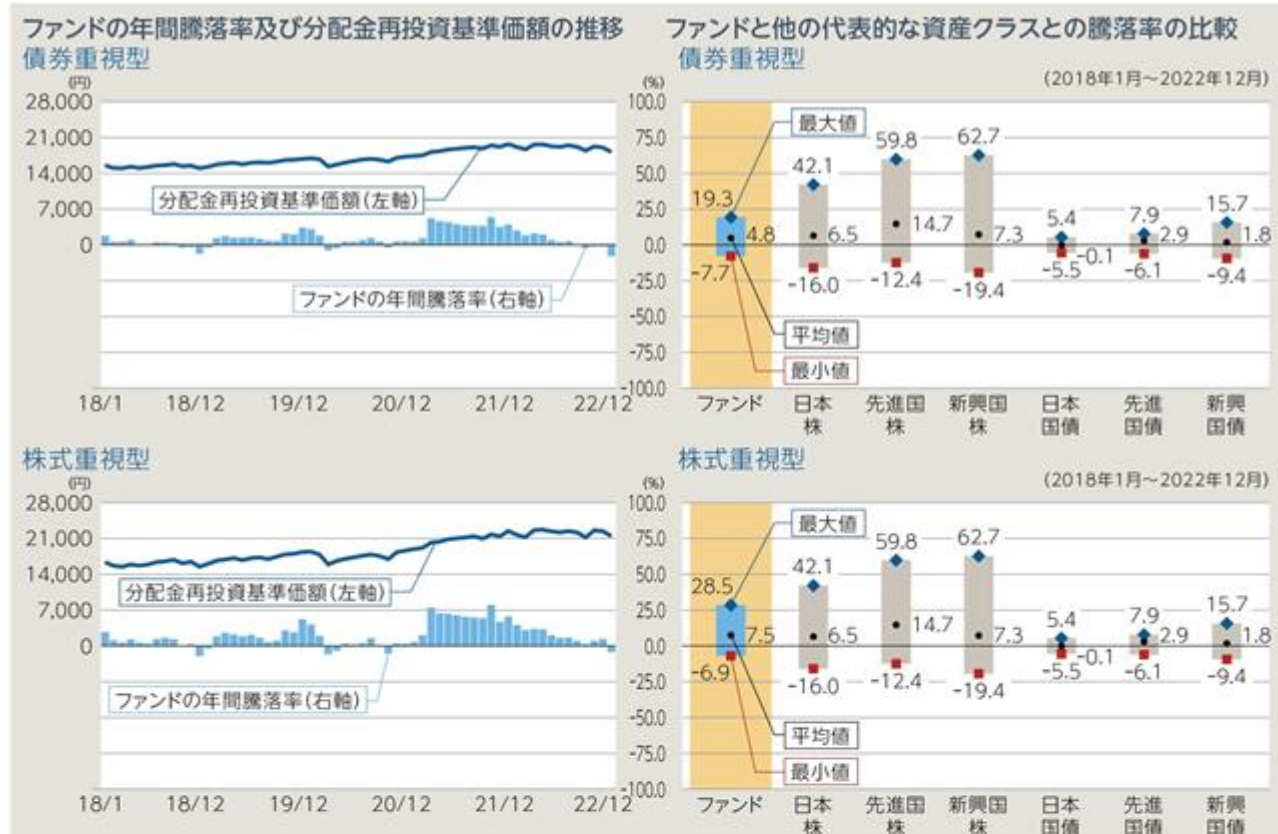 ファンドの年間騰落率及び分配金再投資基準価額の推移
債券重視型
(円)
28,000
21,000
14,000
7,000
0
分配金再投資基準価額(左軸)
ファンドの年間騰落率(右軸)
(%)
100.0
75.0
50.0
25.0
0.0
-25.0
-50.0
-75.0
-100.0
18/1 18/12 19/12 20/12 21/12 22/12
ファンドと他の代表的な資産クラスとの騰落率の比較
債券重視型
(2018年1月～2022年12月)
最大値
平均値
最小値
19.3 42.1 59.8 62.7 5.4 7.9 15.7
4.8 6.5 14.7 7.3 -0.1 2.9 1.8
-7.7 -16.0 -12.4 -19.4 -5.5 -6.1 -9.4
ファンド 日本株 先進国株 新興国株 日本国債 先進国債 新興国債
株式重視型
(円)
28,000
21,000
14,000
7,000
0
分配金再投資基準価額(左軸)
ファンドの年間騰落率(右軸)
(%)
100.0
75.0
50.0
25.0
0.0
-25.0
-50.0
-75.0
-100.0
18/1 18/12 19/12 20/12 21/12 22/12
株式重視型
(2018年1月～2022年12月)
最大値
平均値
最小値
28.5 42.1 59.8 62.7 5.4 7.9 15.7
7.5 6.5 14.7 7.3 -0.1 2.9 1.8
-6.9 -16.0 -12.4 -19.4 -5.5 -6.1 -9.4
ファンド 日本株 先進国株 新興国株 日本国債 先進国債 新興国債